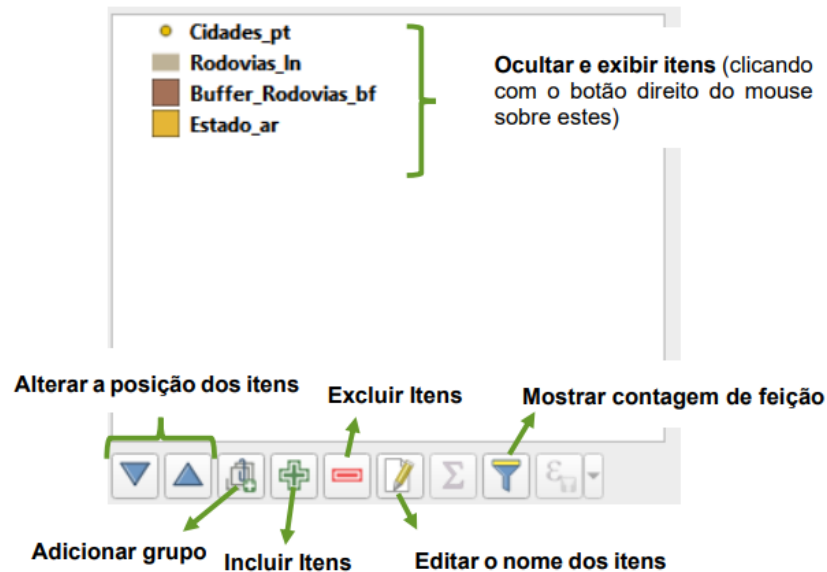 Cidades_pt
Rodovias_ln
Buffer_Rodovias_bf
Estado_ar
Ocultar e exibir itens (clicando
com o botão direito do mouse
sobre estes)
Alterar a posição dos itens
Excluir Itens
Mostrar contagem de feição
Σ
ε
Adicionar grupo
Incluir Itens
Editar o nome dos itens